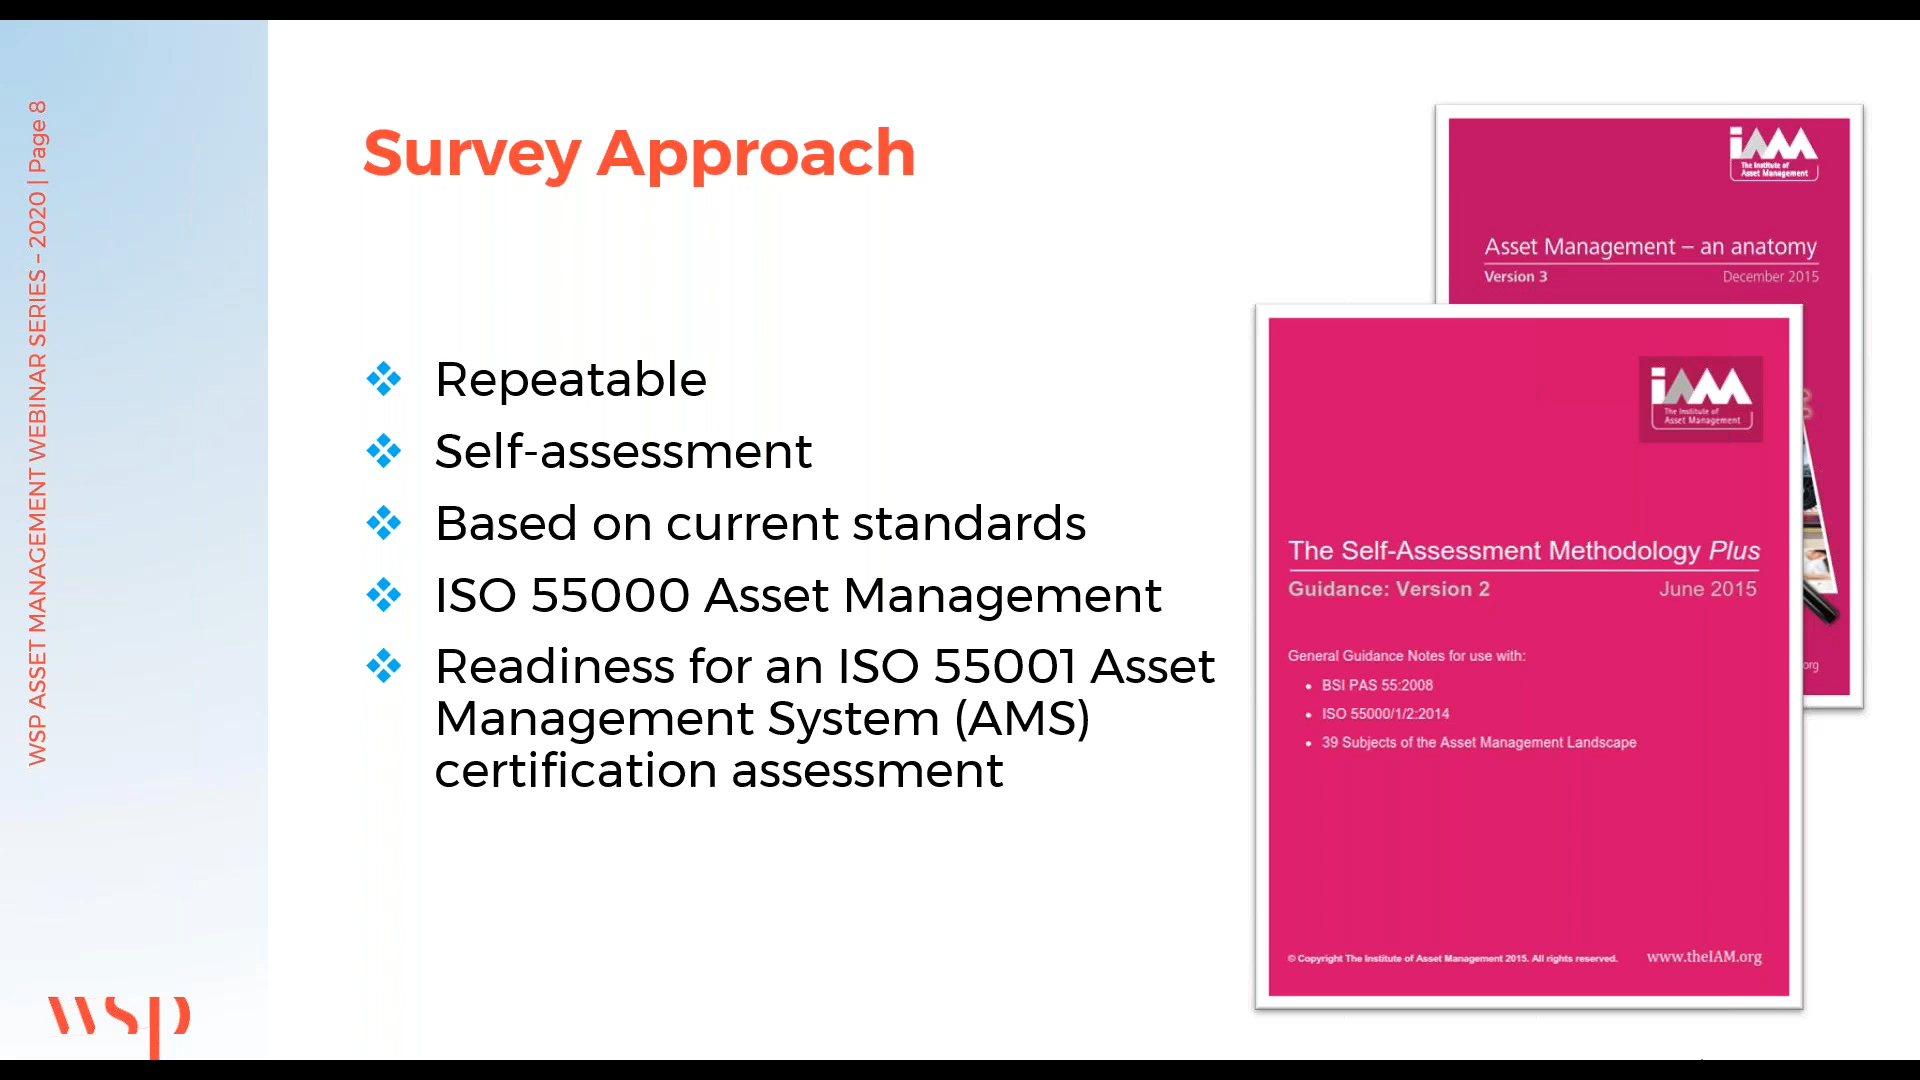 WSP ASSET MANAGEMENT WEBINAR SERIES – 2020 | Page 8
Survey Approach
Repeatable
Self-assessment
Based on current standards
ISO 55000 Asset Management
Readiness for an ISO 55001 Asset
Management System (AMS)
certification assessment
wsp
iAM
The Institute of
Asset Management
Asset Management – an anatomy
Version 3 December 2015
org
iAM
The Institute of
Asset Management
The Self-Assessment Methodology Plus
Guidance: Version 2 June 2015
General Guidance Notes for use with:
• BSI PAS 55:2008
• ISO 55000/1/2:2014
• 39 Subjects of the Asset Management Landscape
© Copyright The Institute of Asset Management 2015. All rights reserved. www.theIAM.org